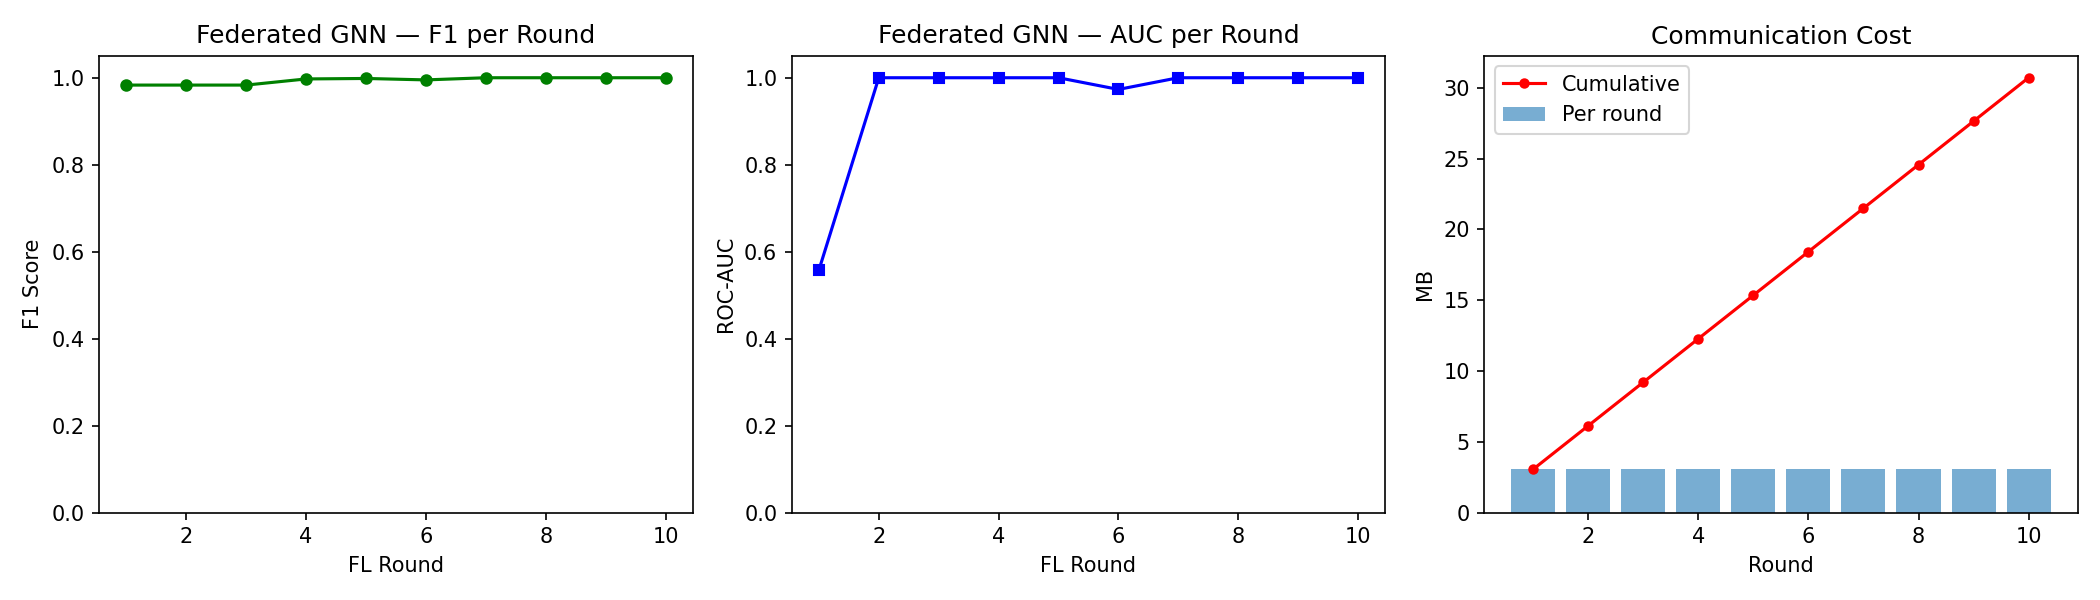 Federated GNN — F1 per Round
F1 Score
1.0
0.8
0.6
0.4
0.2
0.0
2 4 6 8 10
FL Round
Federated GNN — AUC per Round
ROC-AUC
1.0
0.8
0.6
0.4
0.2
0.0
2 4 6 8 10
FL Round
Communication Cost
Cumulative
Per round
MB
30
25
20
15
10
5
0
2 4 6 8 10
Round